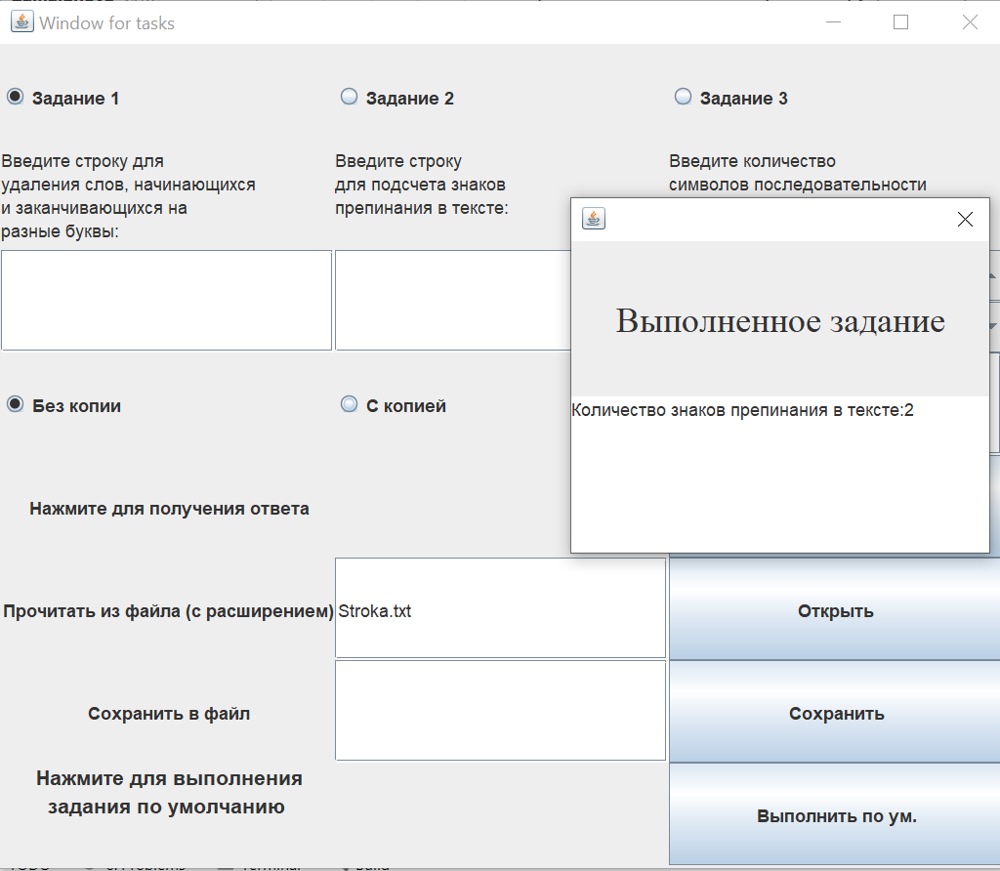 Window for tasks
Задание 1
Задание 2
Задание 3
Введите строку для
удаления слов, начинающихся
и заканчивающихся на
разные буквы:
Введите строку
для подсчета знаков
препинания в тексте:
Введите количество
символов последовательности
Выполненное задание
Количество знаков препинания в тексте:2
Без копии
С копией
Нажмите для получения ответа
Прочитать из файла (с расширением)
Stroka.txt
Открыть
Сохранить в файл
Сохранить
Нажмите для выполнения
задания по умолчанию
Выполнить по ум.